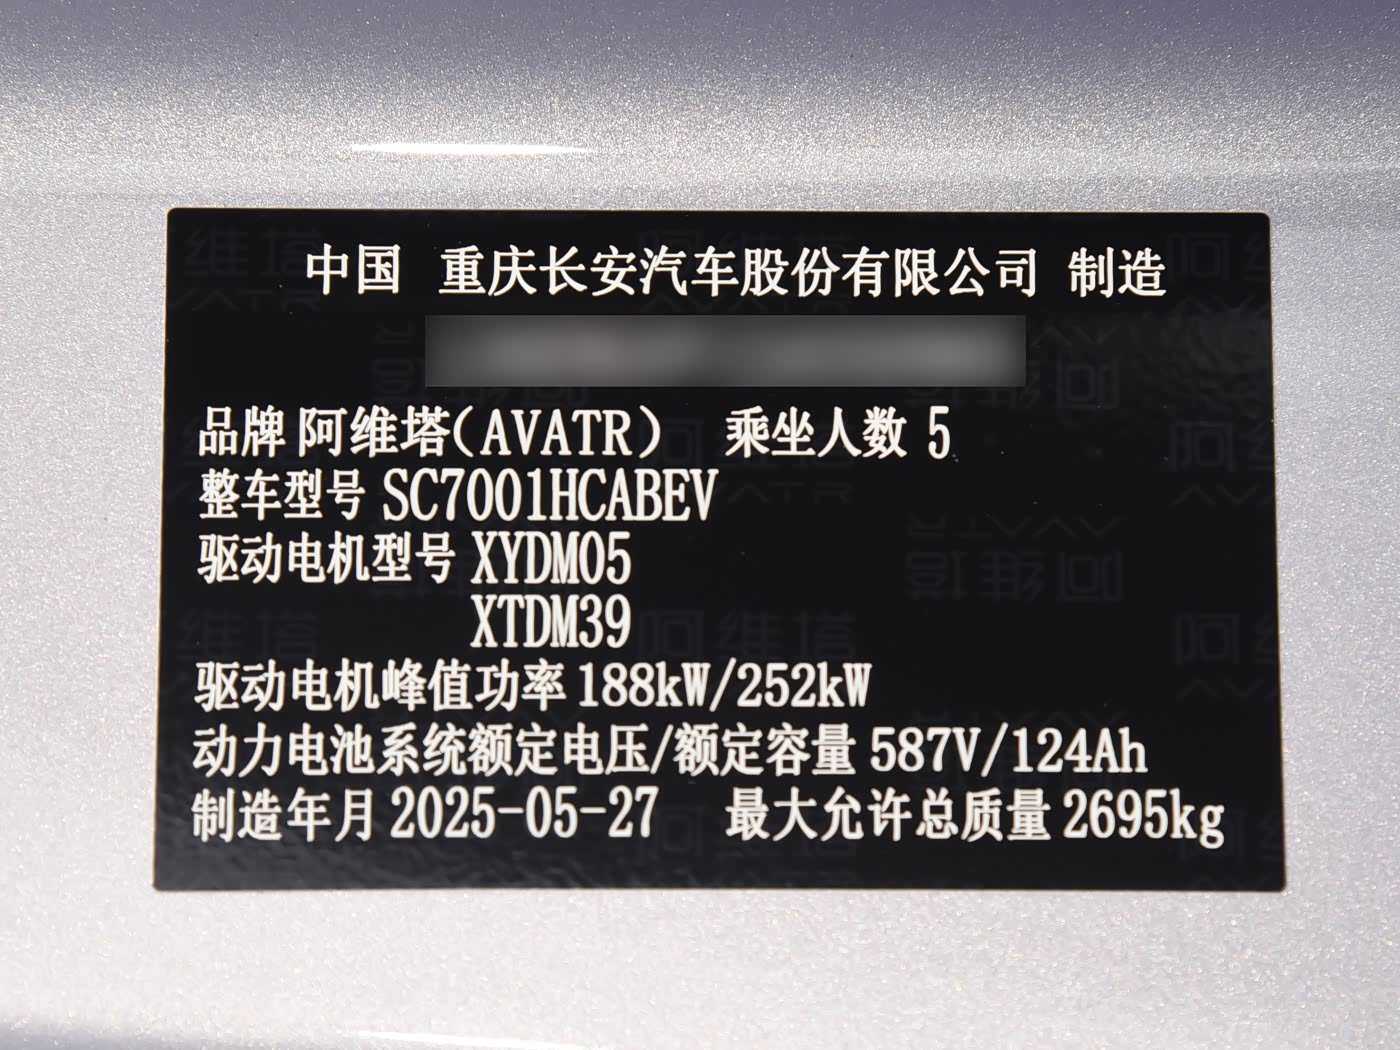 中国 重庆长安汽车股份有限公司 制造
品牌 阿维塔(AVATR) 乘坐人数 5
整车型号 SC7001HCABEV
驱动电机型号 XYDM05
XTDM39
驱动电机峰值功率 188kW/252kW
动力电池系统额定电压/额定容量 587V/124Ah
制造年月 2025-05-27 最大允许总质量 2695kg